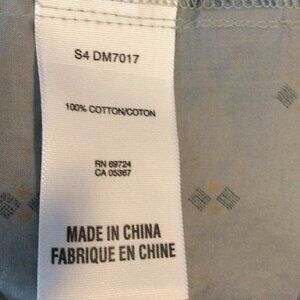 S4 DM7017
100% COTTON/COTON
RN 69724
CA 05367
MADE IN CHINA
FABRIQUE EN CHINE